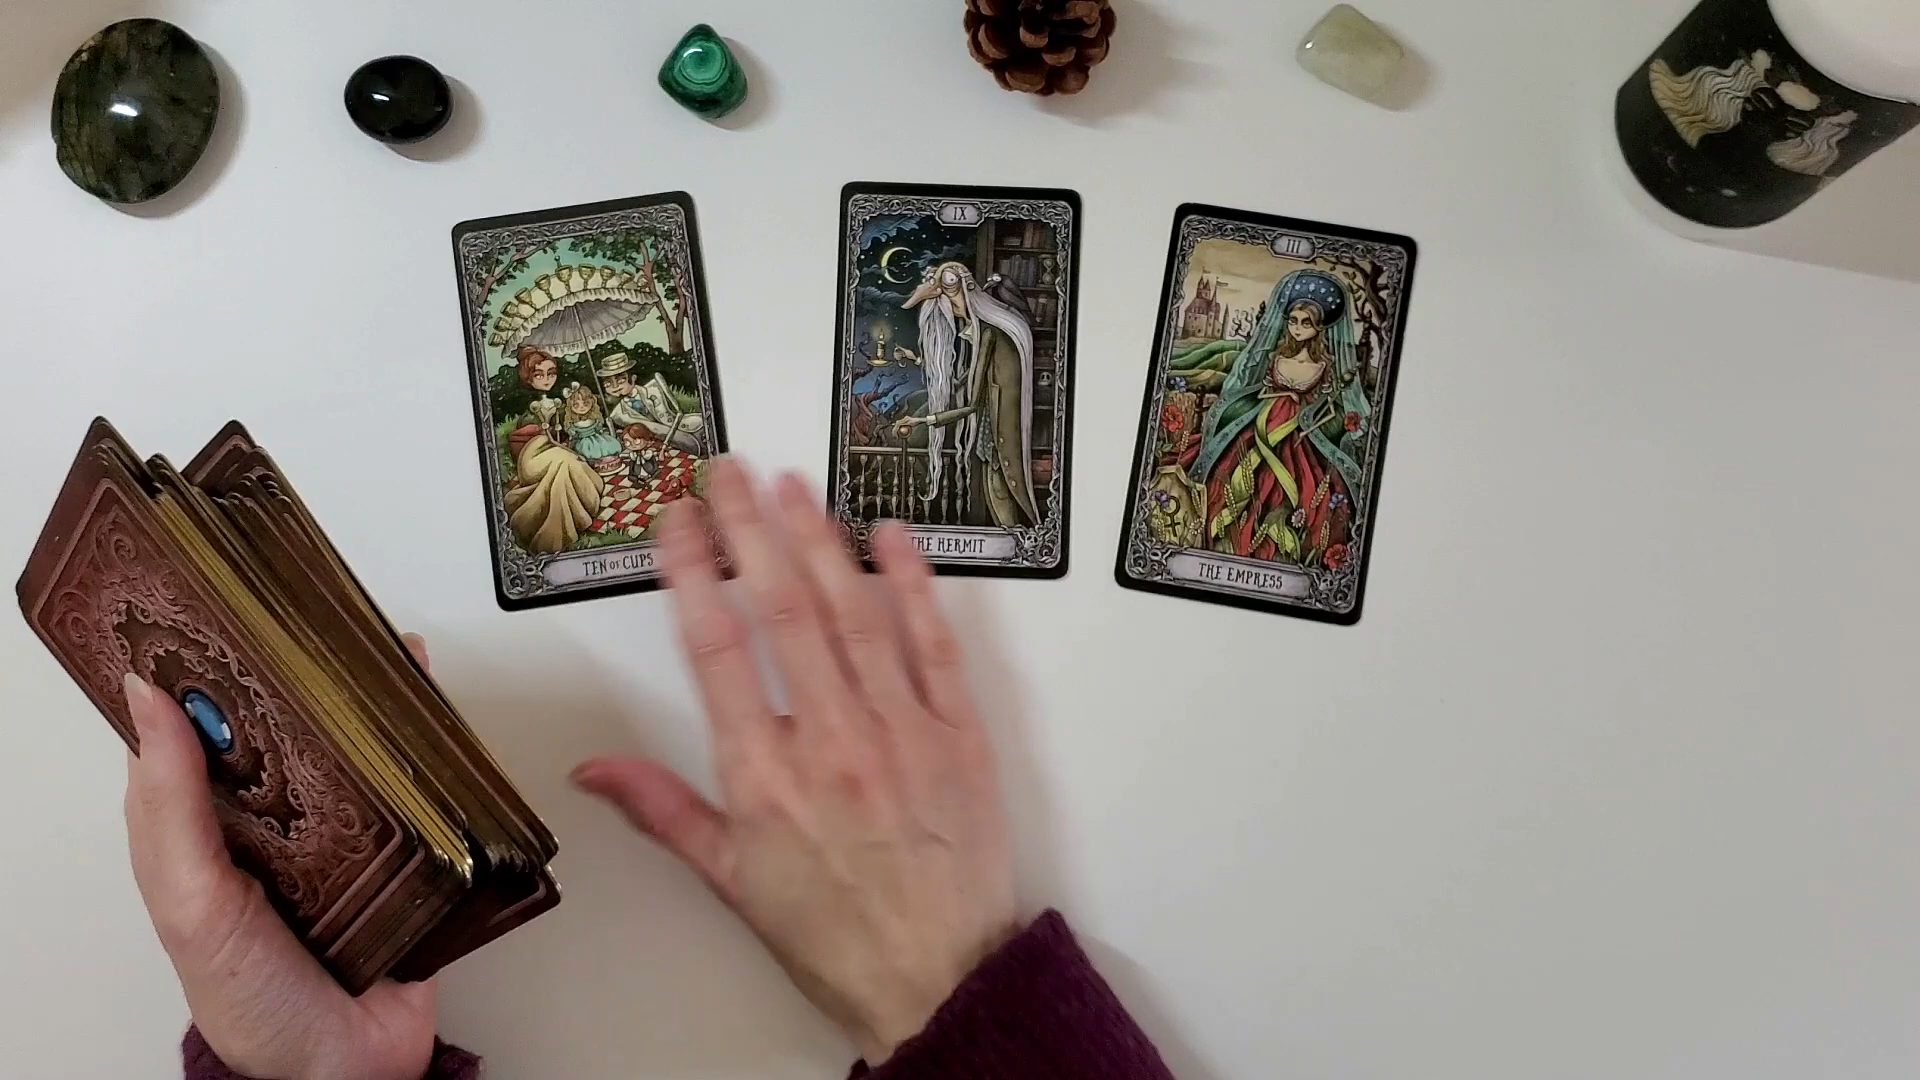 TEN OF CUPS
IX
THE HERMIT
III
THE EMPRESS